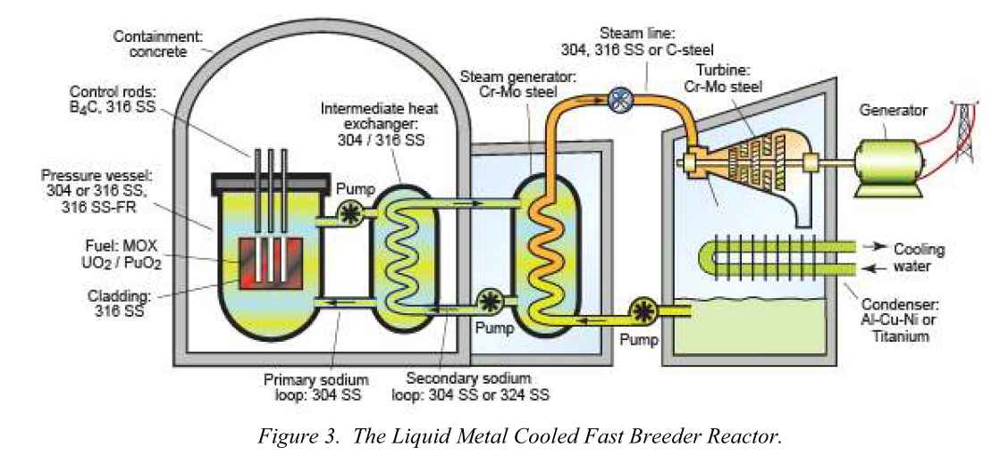 Containment:
concrete
Control rods:
B₄C, 316 SS
Pressure vessel:
304 or 316 SS,
316 SS-FR
Fuel: MOX
UO₂ / PuO₂
Cladding:
316 SS
Intermediate heat
exchanger:
304 / 316 SS
Pump
Primary sodium
loop: 304 SS
Secondary sodium
loop: 304 SS or 324 SS
Pump
Steam generator:
Cr-Mo steel
Steam line:
304, 316 SS or C-steel
Turbine:
Cr-Mo steel
Generator
Pump
Cooling
water
Condenser:
Al-Cu-Ni or
Titanium
Figure 3. The Liquid Metal Cooled Fast Breeder Reactor.